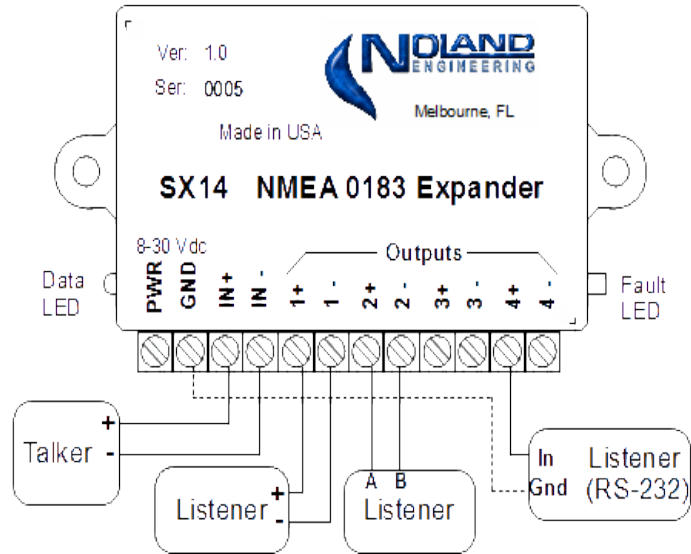 Ver: 1.0
NOLAND
ENGINEERING
Ser: 0005
Melbourne, FL
Made in USA
SX14 NMEA 0183 Expander
8-30 Vdc
Outputs
Data
LED
PWR
GND
IN+
IN-
1+
1-
2+
2-
3+
3-
4+
4-
Fault
LED
Talker
+
-
Listener
+
-
A B
Listener
In
Gnd
Listener
(RS-232)